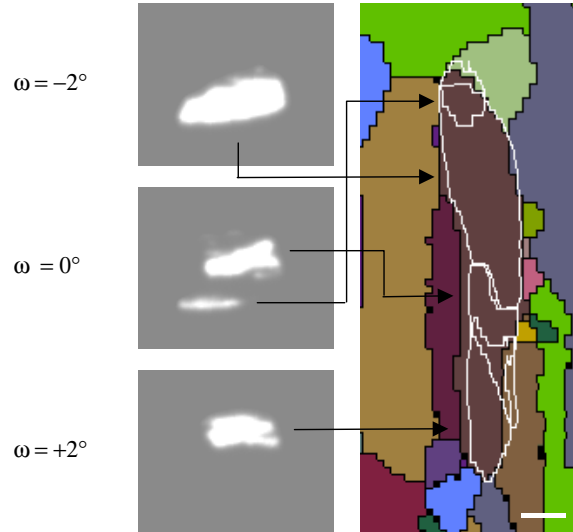 ω = −2°
ω = 0°
ω = +2°